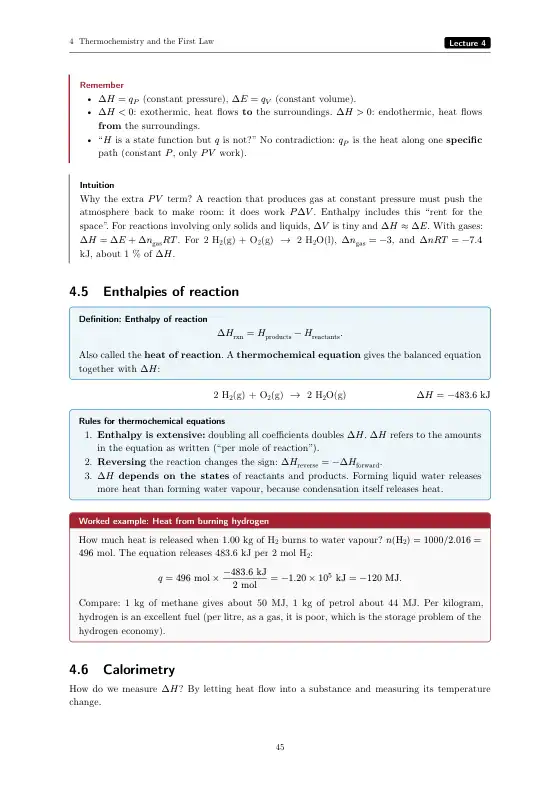 4 Thermochemistry and the First Law
Lecture 4
Remember
• ΔH = q_P (constant pressure), ΔE = q_V (constant volume).
• ΔH < 0: exothermic, heat flows to the surroundings. ΔH > 0: endothermic, heat flows
from the surroundings.
• “H is a state function but q is not?” No contradiction: q_P is the heat along one specific
path (constant P, only PV work).
Intuition
Why the extra PV term? A reaction that produces gas at constant pressure must push the
atmosphere back to make room: it does work PΔV. Enthalpy includes this “rent for the
space”. For reactions involving only solids and liquids, ΔV is tiny and ΔH ≈ ΔE. With gases:
ΔH = ΔE + Δn_gas RT. For 2 H₂(g) + O₂(g) → 2 H₂O(l), Δn_gas = −3, and ΔnRT = −7.4
kJ, about 1 % of ΔH.
4.5 Enthalpies of reaction
Definition: Enthalpy of reaction
ΔH_rxn = H_products − H_reactants.
Also called the heat of reaction. A thermochemical equation gives the balanced equation
together with ΔH:
2 H₂(g) + O₂(g) → 2 H₂O(g) ΔH = −483.6 kJ
Rules for thermochemical equations
1. Enthalpy is extensive: doubling all coefficients doubles ΔH. ΔH refers to the amounts
in the equation as written (“per mole of reaction”).
2. Reversing the reaction changes the sign: ΔH_reverse = −ΔH_forward.
3. ΔH depends on the states of reactants and products. Forming liquid water releases
more heat than forming water vapour, because condensation itself releases heat.
Worked example: Heat from burning hydrogen
How much heat is released when 1.00 kg of H₂ burns to water vapour? n(H₂) = 1000/2.016 =
496 mol. The equation releases 483.6 kJ per 2 mol H₂:
q = 496 mol × −483.6 kJ / 2 mol = −1.20 × 10⁵ kJ = −120 MJ.
Compare: 1 kg of methane gives about 50 MJ, 1 kg of petrol about 44 MJ. Per kilogram,
hydrogen is an excellent fuel (per litre, as a gas, it is poor, which is the storage problem of the
hydrogen economy).
4.6 Calorimetry
How do we measure ΔH? By letting heat flow into a substance and measuring its temperature
change.
45